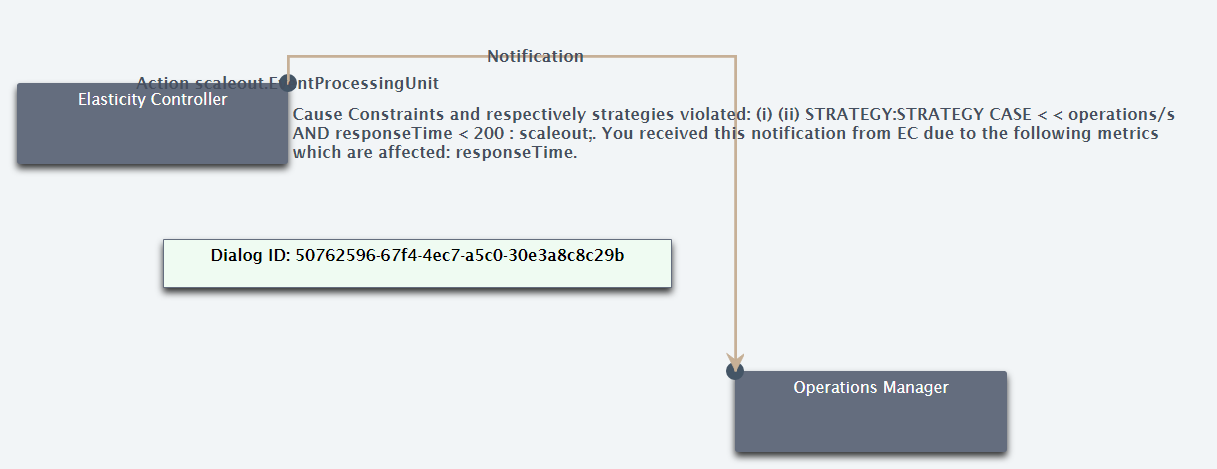 Notification
Action scaleout.E ntProcessingUnit
Elasticity Controller
Cause Constraints and respectively strategies violated: (i) (ii) STRATEGY:STRATEGY CASE < < operations/s
AND responseTime < 200 : scaleout;. You received this notification from EC due to the following metrics
which are affected: responseTime.
Dialog ID: 50762596-67f4-4ec7-a5c0-30e3a8c8c29b
Operations Manager